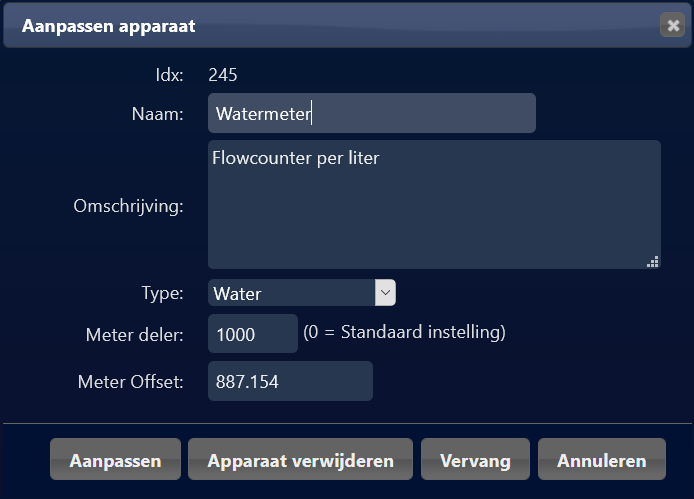 Aanpassen apparaat
Idx: 245
Naam: Watermeter
Omschrijving: Flowcounter per liter
Type: Water
Meter deler: 1000 (0 = Standaard instelling)
Meter Offset: 887.154
Aanpassen Apparaat verwijderen Vervang Annuleren